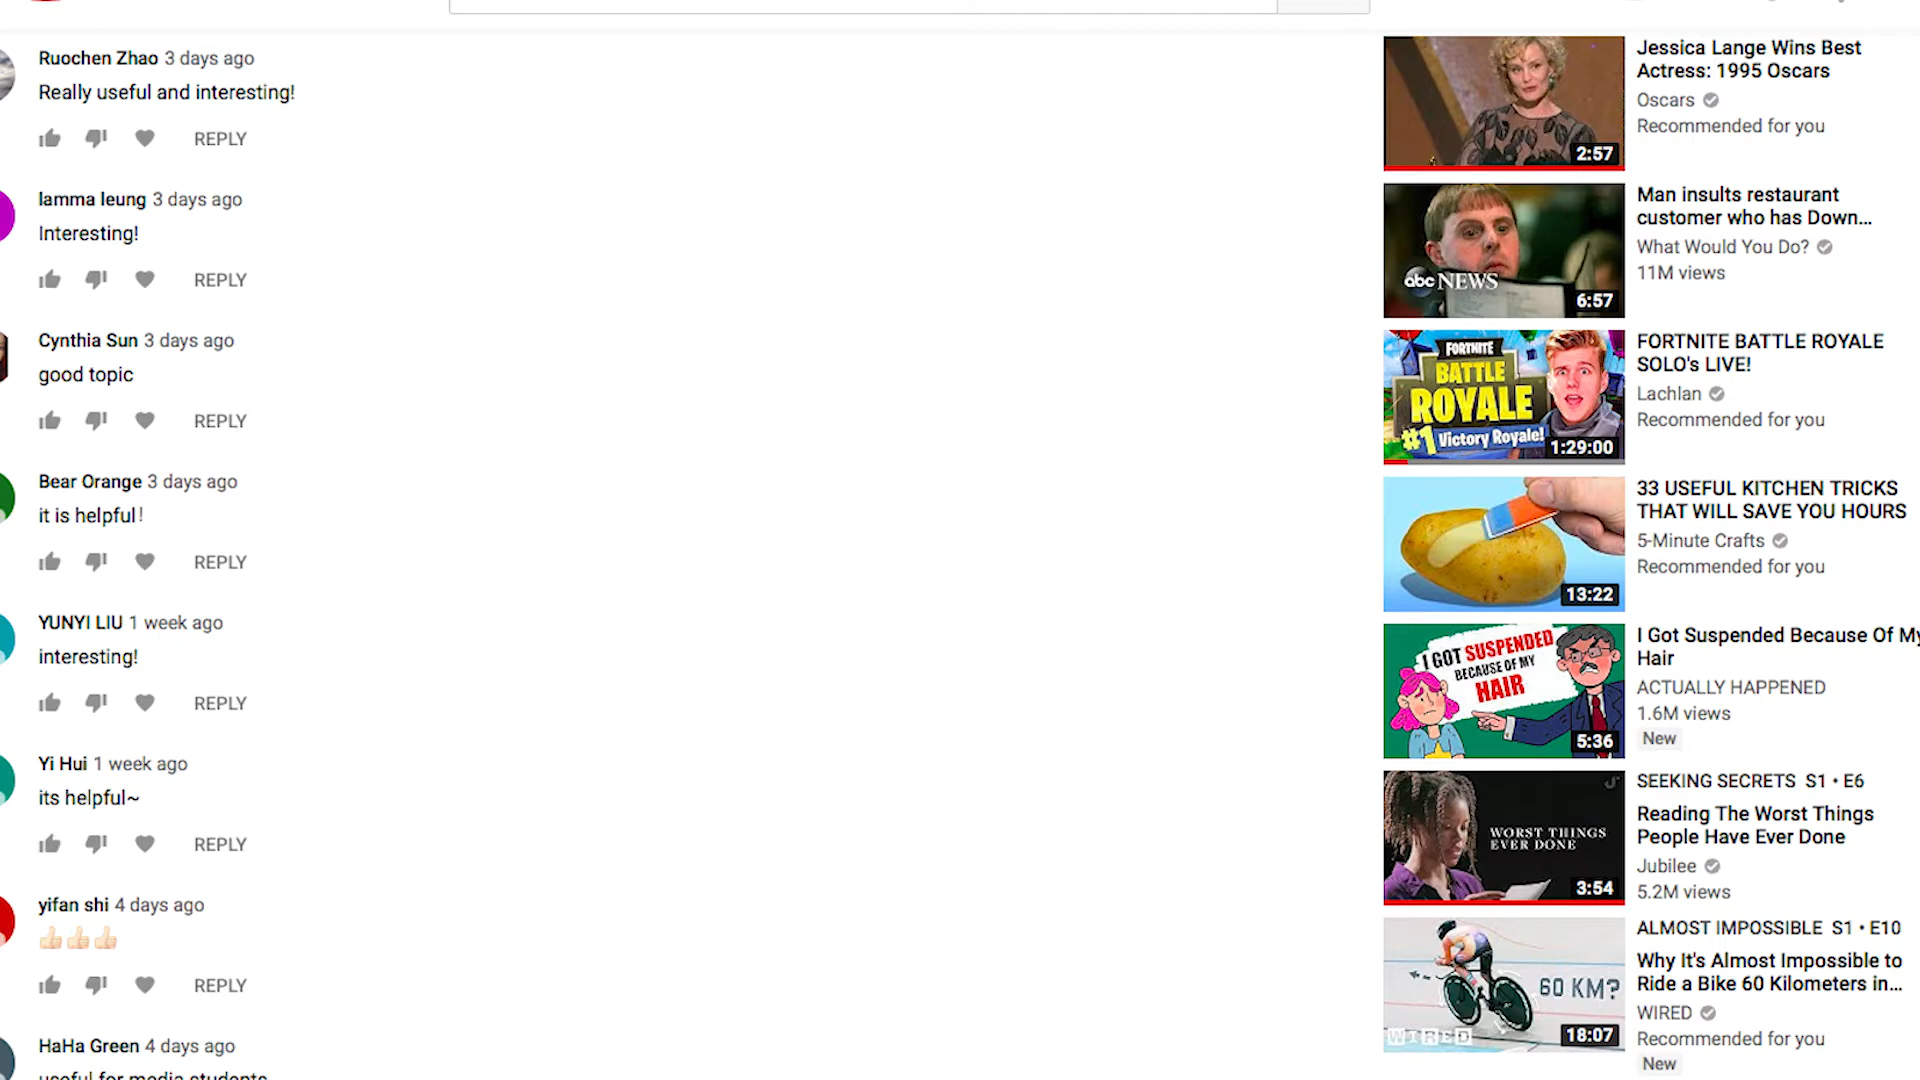 Ruochen Zhao 3 days ago
Really useful and interesting!
REPLY
lamma leung 3 days ago
Interesting!
REPLY
Cynthia Sun 3 days ago
good topic
REPLY
Bear Orange 3 days ago
it is helpful!
REPLY
YUNYI LIU 1 week ago
interesting!
REPLY
Yi Hui 1 week ago
its helpful~
REPLY
yifan shi 4 days ago
👍🏻👍🏻👍🏻
REPLY
HaHa Green 4 days ago
useful for media students
2:57
Jessica Lange Wins Best
Actress: 1995 Oscars
Oscars
Recommended for you
abc NEWS
6:57
Man insults restaurant
customer who has Down...
What Would You Do?
11M views
FORTNITE
BATTLE
ROYALE
#1 Victory Royale!
1:29:00
FORTNITE BATTLE ROYALE
SOLO's LIVE!
Lachlan
Recommended for you
13:22
33 USEFUL KITCHEN TRICKS
THAT WILL SAVE YOU HOURS
5-Minute Crafts
Recommended for you
I GOT SUSPENDED
BECAUSE OF MY
HAIR
5:36
I Got Suspended Because Of My
Hair
ACTUALLY HAPPENED
1.6M views
New
WORST THINGS
EVER DONE
3:54
SEEKING SECRETS S1 • E6
Reading The Worst Things
People Have Ever Done
Jubilee
5.2M views
60 KM?
WIRED
18:07
ALMOST IMPOSSIBLE S1 • E10
Why It's Almost Impossible to
Ride a Bike 60 Kilometers in...
WIRED
Recommended for you
New